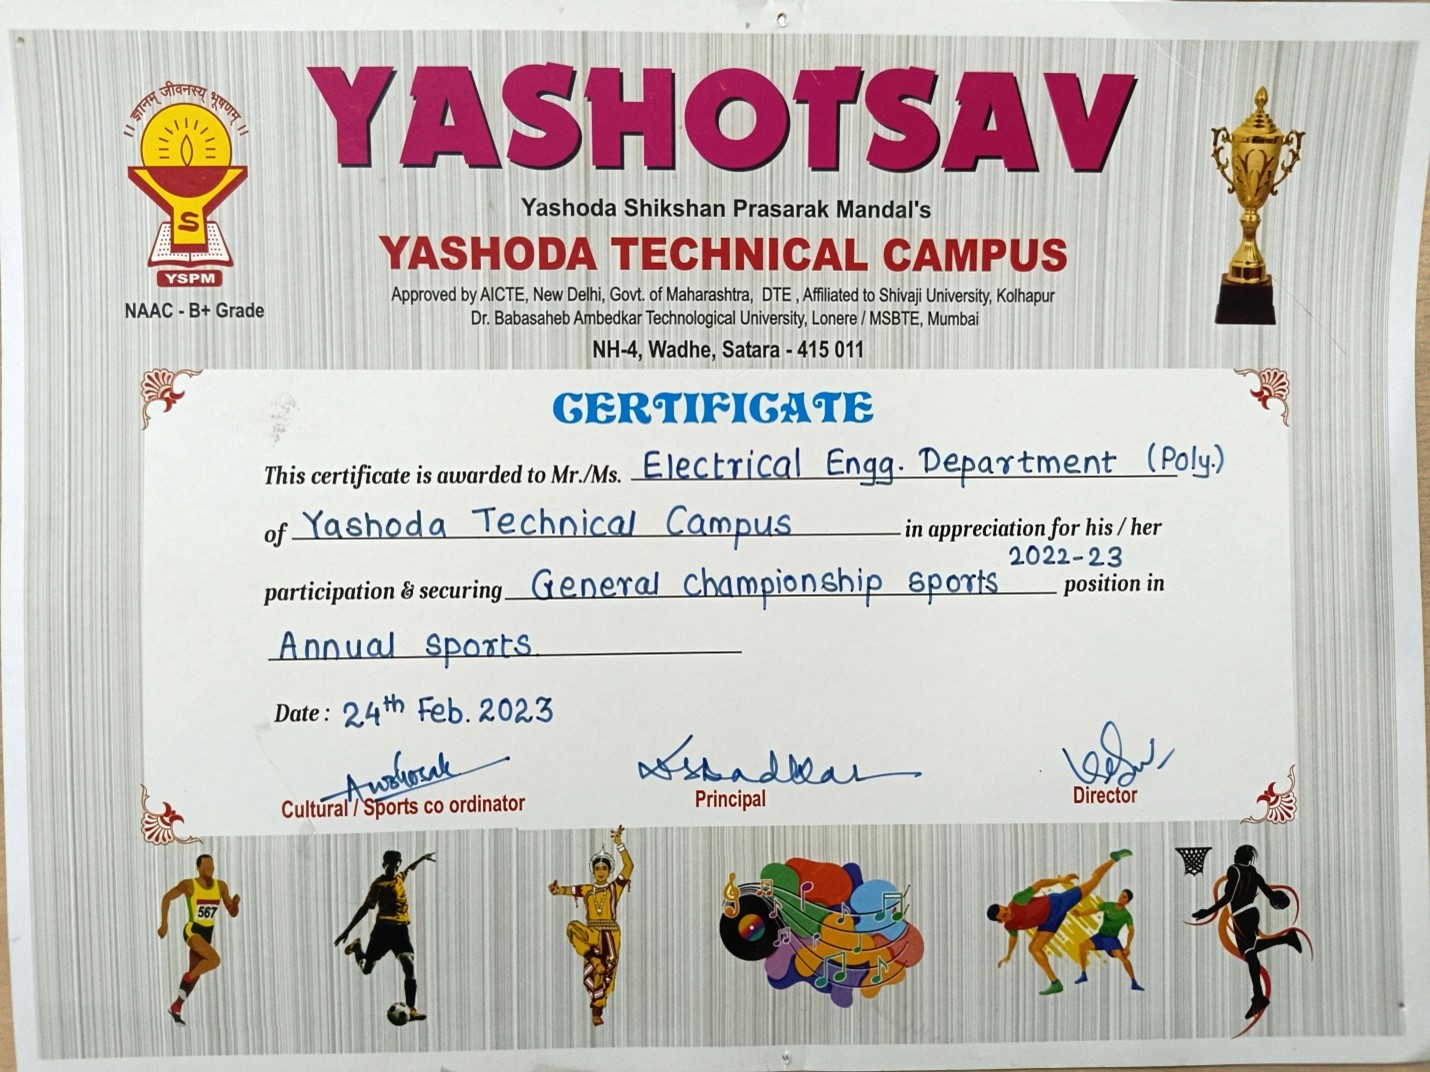 YASHOTSAV
|| ज्ञानम् जीवनस्य भूषणम् ||
S
YSPM
NAAC - B+ Grade
Yashoda Shikshan Prasarak Mandal's
YASHODA TECHNICAL CAMPUS
Approved by AICTE, New Delhi, Govt. of Maharashtra, DTE , Affiliated to Shivaji University, Kolhapur
Dr. Babasaheb Ambedkar Technological University, Lonere / MSBTE, Mumbai
NH-4, Wadhe, Satara - 415 011
CERTIFICATE
This certificate is awarded to Mr./Ms. Electrical Engg. Department (Poly.)
of Yashoda Technical Campus in appreciation for his / her
2022-23
participation & securing General championship sports position in
Annual sports
Date : 24th Feb. 2023
Cultural / Sports co ordinator Principal Director
567